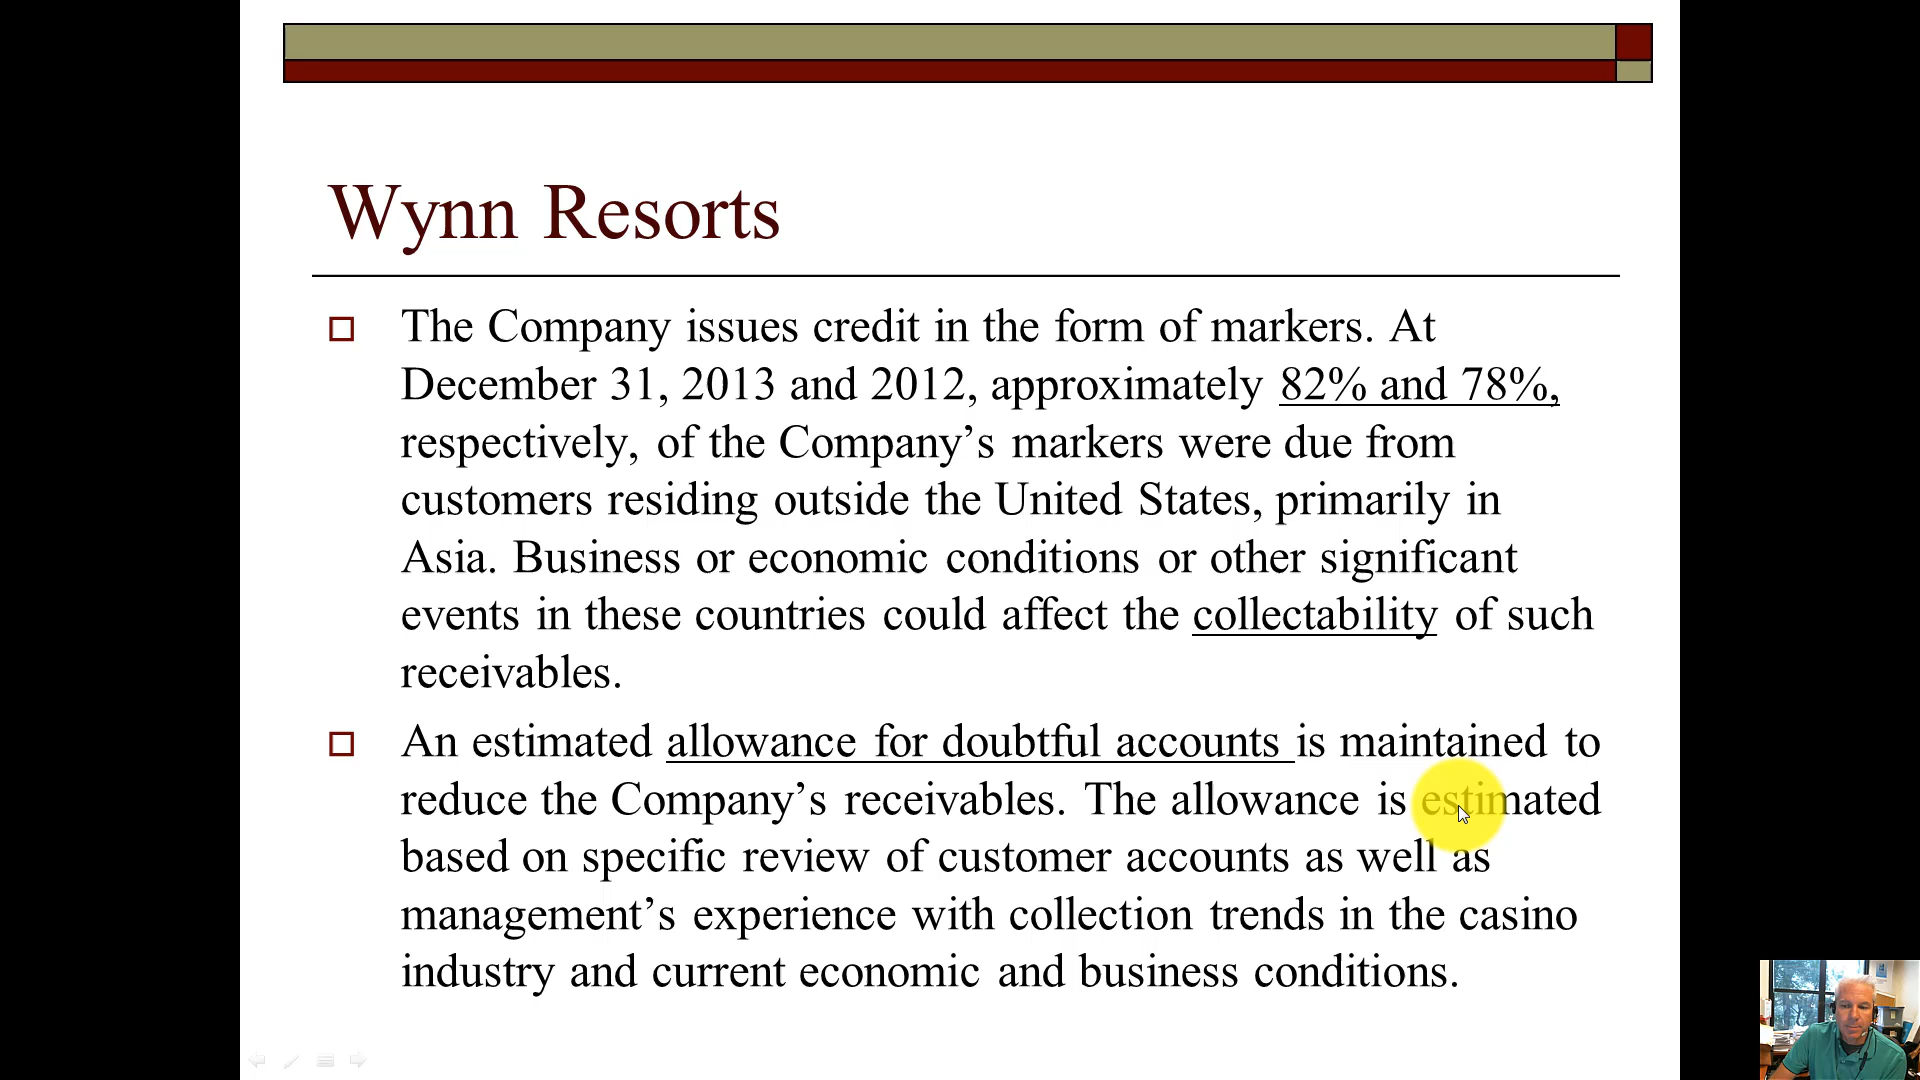 Wynn Resorts
The Company issues credit in the form of markers. At
December 31, 2013 and 2012, approximately 82% and 78%,
respectively, of the Company’s markers were due from
customers residing outside the United States, primarily in
Asia. Business or economic conditions or other significant
events in these countries could affect the collectability of such
receivables.
An estimated allowance for doubtful accounts is maintained to
reduce the Company’s receivables. The allowance is estimated
based on specific review of customer accounts as well as
management’s experience with collection trends in the casino
industry and current economic and business conditions.